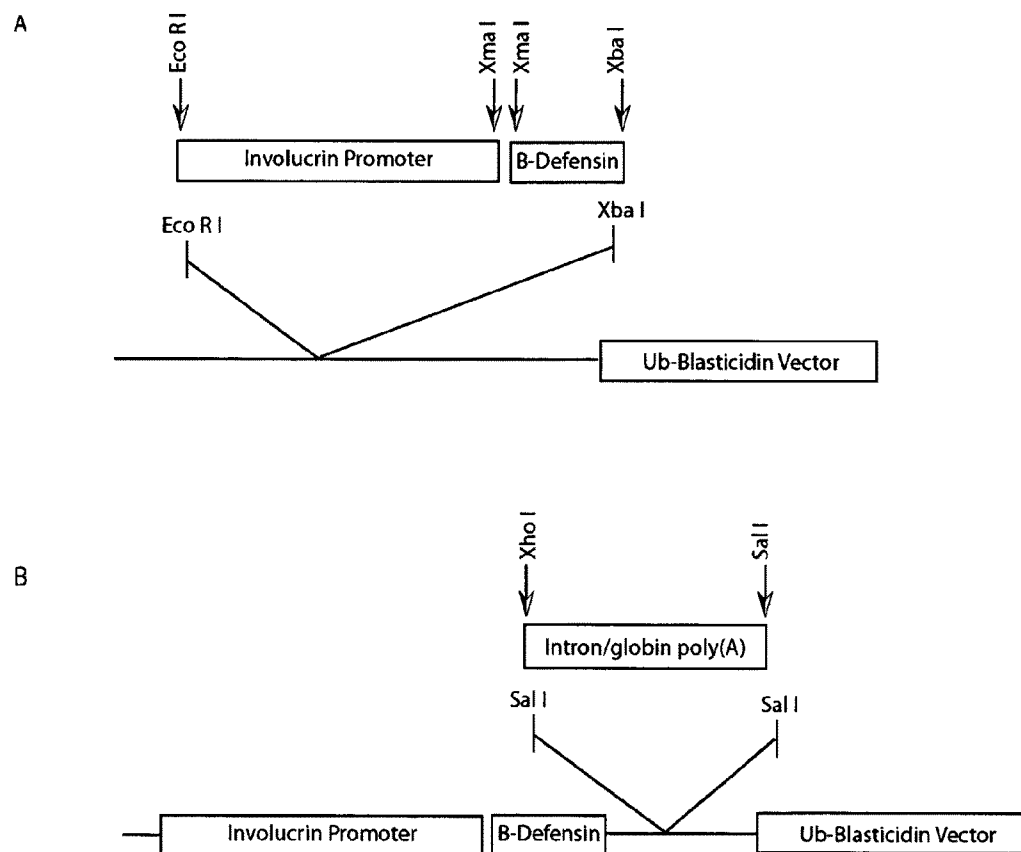 A
Eco R I
Xma I
Xma I
Xba I
Involucrin Promoter
B-Defensin
Eco R I
Xba I
Ub-Blasticidin Vector
B
Xho I
Sal I
Intron/globin poly(A)
Sal I
Sal I
Involucrin Promoter
B-Defensin
Ub-Blasticidin Vector